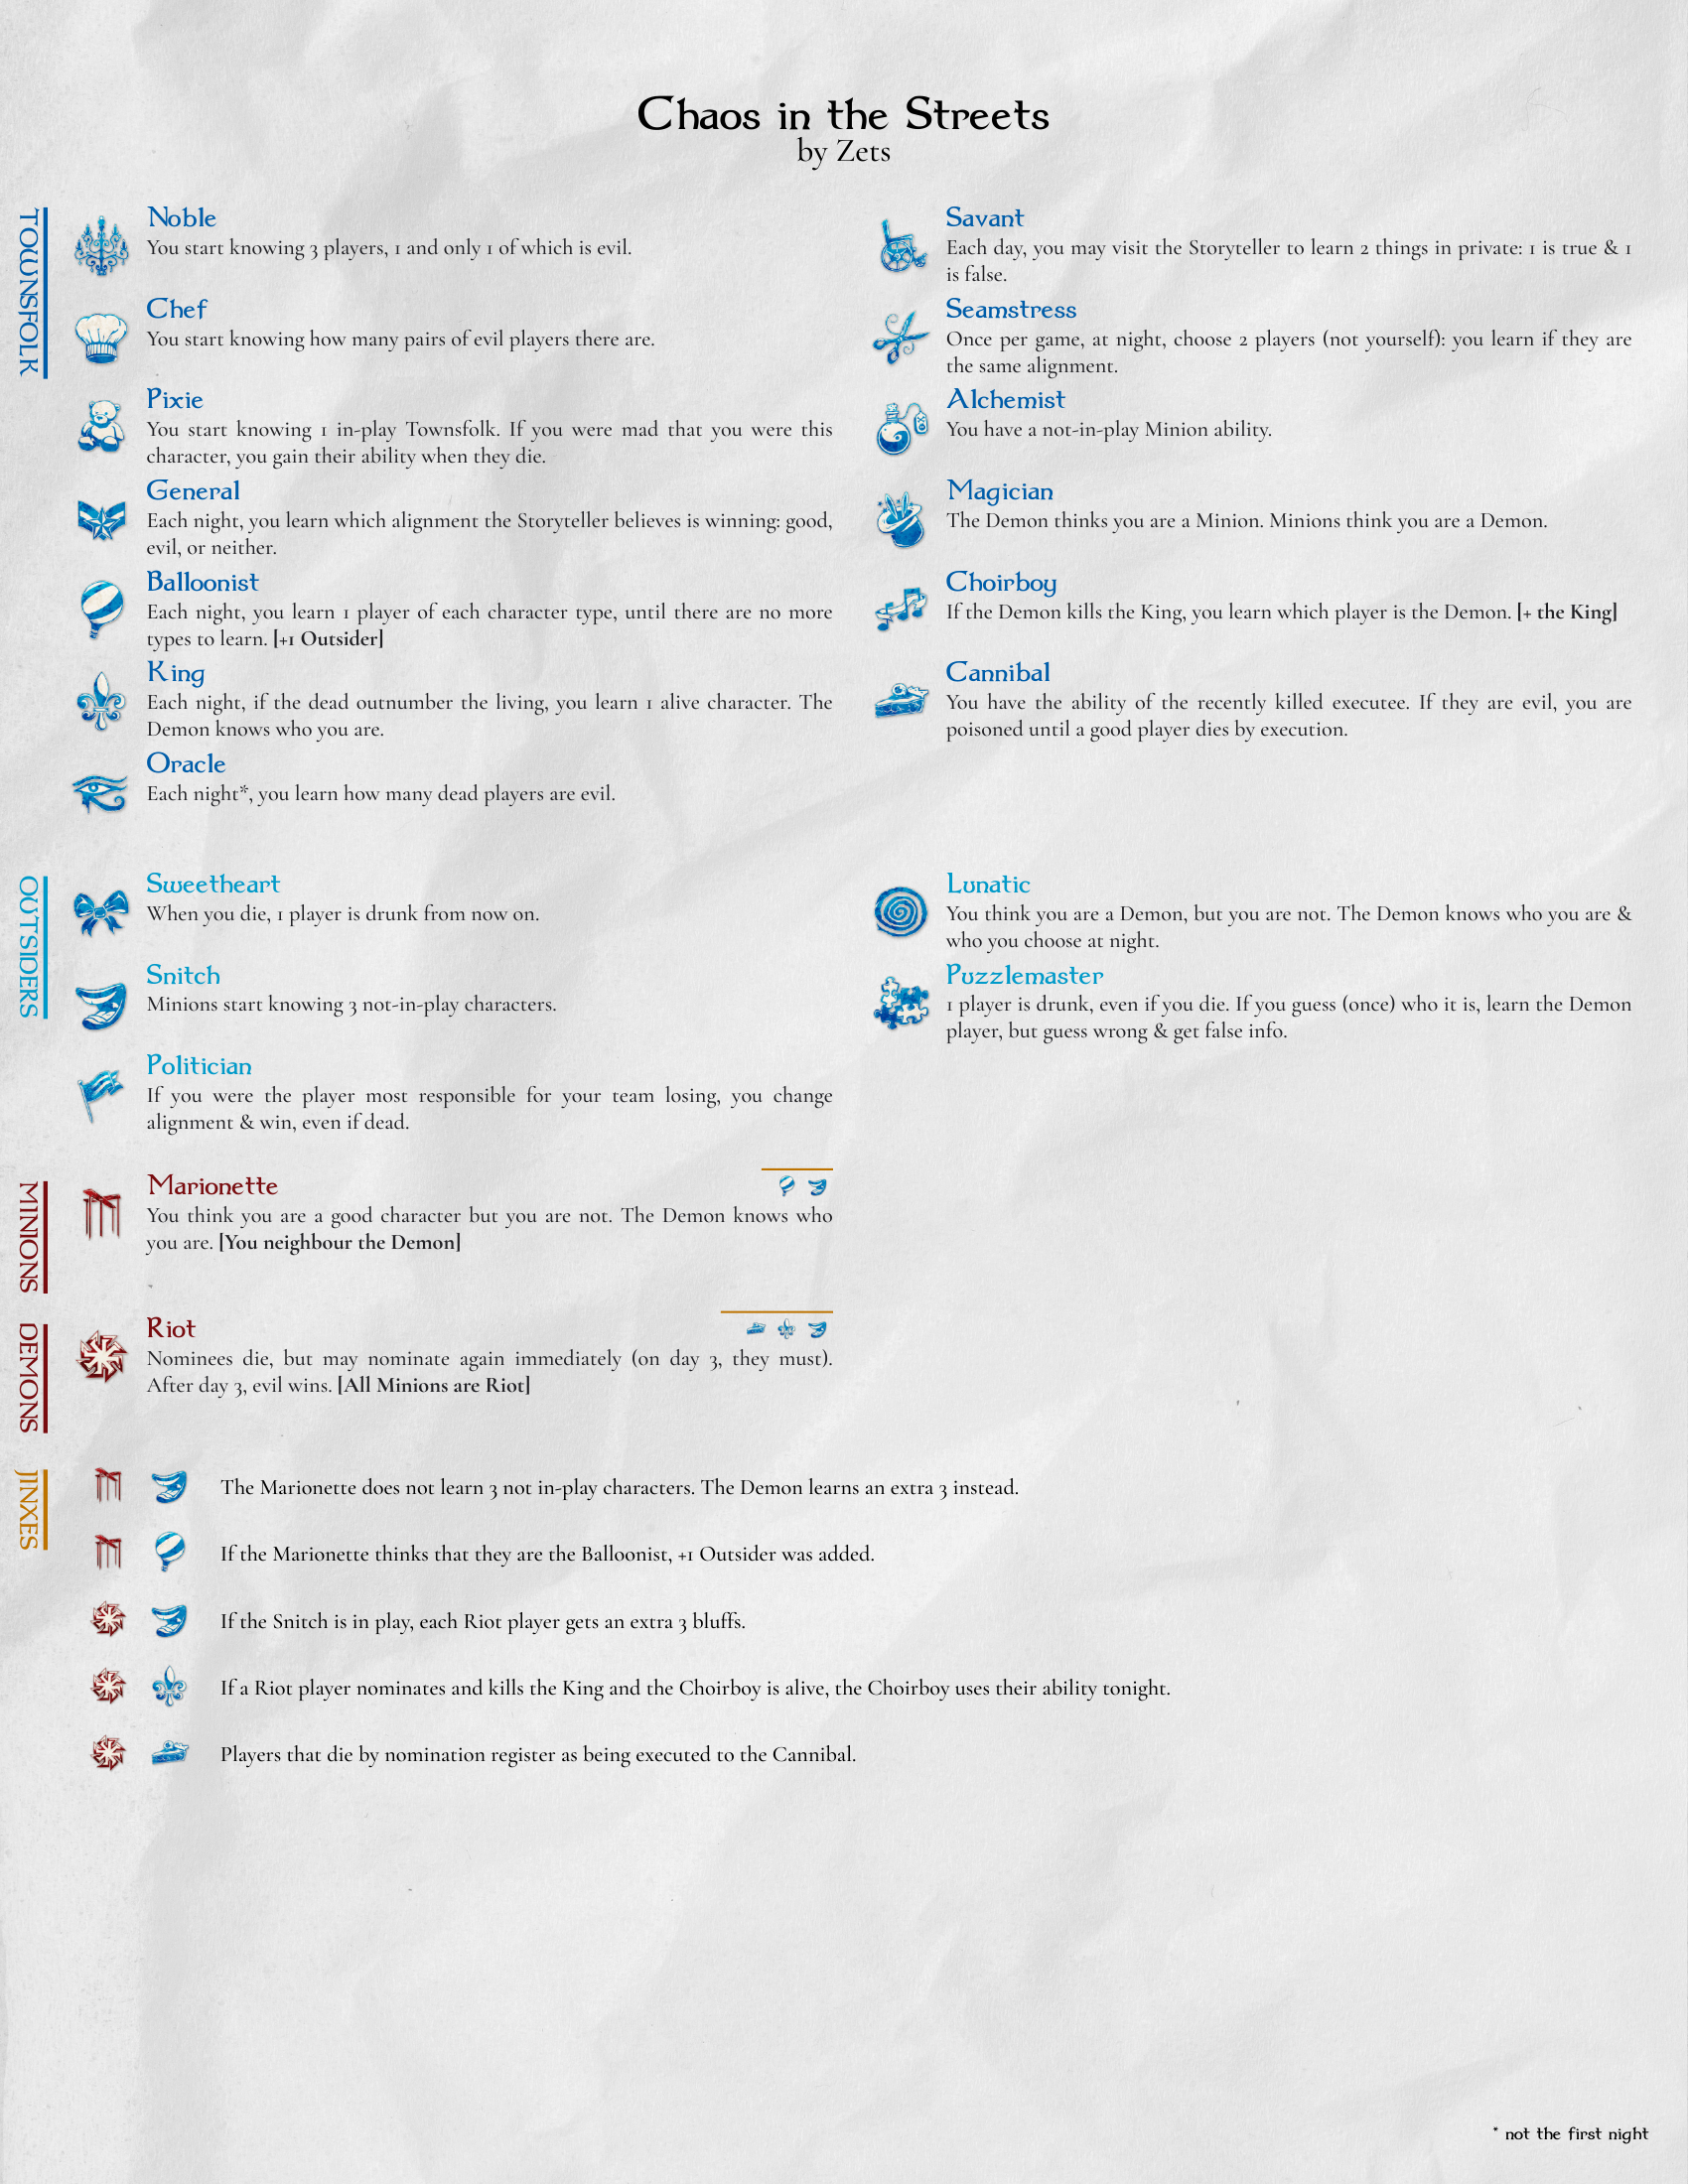 Chaos in the Streets
by Zets
TOWNSFOLK
Noble
You start knowing 3 players, 1 and only 1 of which is evil.
Chef
You start knowing how many pairs of evil players there are.
Pixie
You start knowing 1 in-play Townsfolk. If you were mad that you were this
character, you gain their ability when they die.
General
Each night, you learn which alignment the Storyteller believes is winning: good,
evil, or neither.
Balloonist
Each night, you learn 1 player of each character type, until there are no more
types to learn. [+1 Outsider]
King
Each night, if the dead outnumber the living, you learn 1 alive character. The
Demon knows who you are.
Oracle
Each night*, you learn how many dead players are evil.
Savant
Each day, you may visit the Storyteller to learn 2 things in private: 1 is true & 1
is false.
Seamstress
Once per game, at night, choose 2 players (not yourself): you learn if they are
the same alignment.
Alchemist
You have a not-in-play Minion ability.
Magician
The Demon thinks you are a Minion. Minions think you are a Demon.
Choirboy
If the Demon kills the King, you learn which player is the Demon. [+ the King]
Cannibal
You have the ability of the recently killed executee. If they are evil, you are
poisoned until a good player dies by execution.
OUTSIDERS
Sweetheart
When you die, 1 player is drunk from now on.
Snitch
Minions start knowing 3 not-in-play characters.
Politician
If you were the player most responsible for your team losing, you change
alignment & win, even if dead.
Lunatic
You think you are a Demon, but you are not. The Demon knows who you are &
who you choose at night.
Puzzlemaster
1 player is drunk, even if you die. If you guess (once) who it is, learn the Demon
player, but guess wrong & get false info.
MINIONS
Marionette
You think you are a good character but you are not. The Demon knows who
you are. [You neighbour the Demon]
DEMONS
Riot
Nominees die, but may nominate again immediately (on day 3, they must).
After day 3, evil wins. [All Minions are Riot]
JINXES
The Marionette does not learn 3 not in-play characters. The Demon learns an extra 3 instead.
If the Marionette thinks that they are the Balloonist, +1 Outsider was added.
If the Snitch is in play, each Riot player gets an extra 3 bluffs.
If a Riot player nominates and kills the King and the Choirboy is alive, the Choirboy uses their ability tonight.
Players that die by nomination register as being executed to the Cannibal.
* not the first night